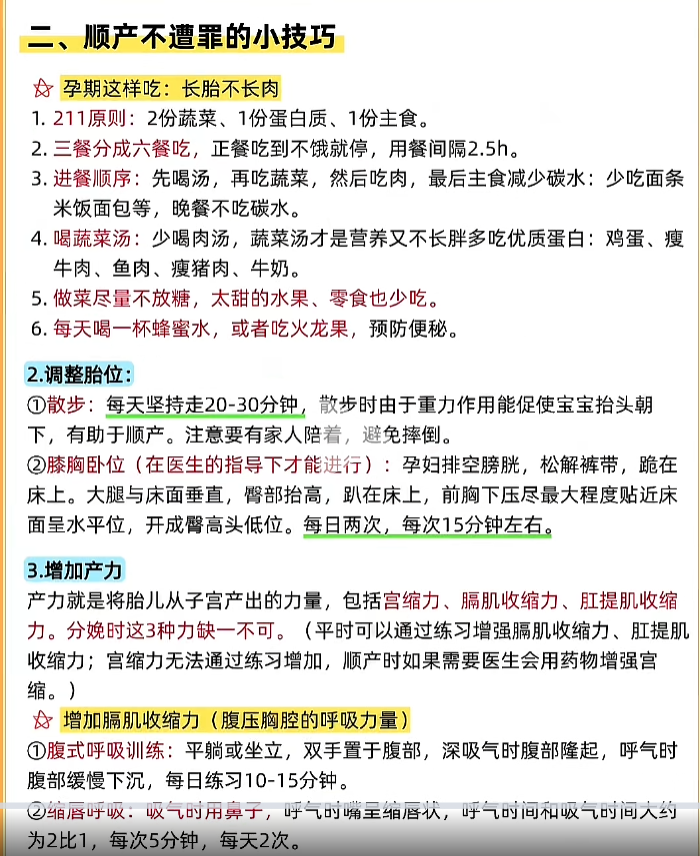 二、顺产不遭罪的小技巧
孕期这样吃：长胎不长肉
1. 211原则：2份蔬菜、1份蛋白质、1份主食。
2. 三餐分成六餐吃，正餐吃到不饿就停，用餐间隔2.5h。
3. 进餐顺序：先喝汤，再吃蔬菜，然后吃肉，最后主食减少碳水：少吃面条
米饭面包等，晚餐不吃碳水。
4. 喝蔬菜汤：少喝肉汤，蔬菜汤才是营养又不长胖多吃优质蛋白：鸡蛋、瘦
牛肉、鱼肉、瘦猪肉、牛奶。
5. 做菜尽量不放糖，太甜的水果、零食也少吃。
6. 每天喝一杯蜂蜜水，或者吃火龙果，预防便秘。
2.调整胎位：
①散步：每天坚持走20-30分钟，散步时由于重力作用能促使宝宝抬头朝
下，有助于顺产。注意要有家人陪着，避免摔倒。
②膝胸卧位（在医生的指导下才能进行）：孕妇排空膀胱，松解裤带，跪在
床上。大腿与床面垂直，臀部抬高，趴在床上，前胸下压尽最大程度贴近床
面呈水平位，开成臀高头低位。每日两次，每次15分钟左右。
3.增加产力
产力就是将胎儿从子宫产出的力量，包括宫缩力、膈肌收缩力、肛提肌收缩
力。分娩时这3种力缺一不可。（平时可以通过练习增强膈肌收缩力、肛提肌
收缩力；宫缩力无法通过练习增加，顺产时如果需要医生会用药物增强宫
缩。）
增加膈肌收缩力（腹压胸腔的呼吸力量）
①腹式呼吸训练：平躺或坐立，双手置于腹部，深吸气时腹部隆起，呼气时
腹部缓慢下沉，每日练习10-15分钟。
②缩唇呼吸：吸气时用鼻子，呼气时嘴呈缩唇状，呼气时间和吸气时间大约
为2比1，每次5分钟，每天2次。